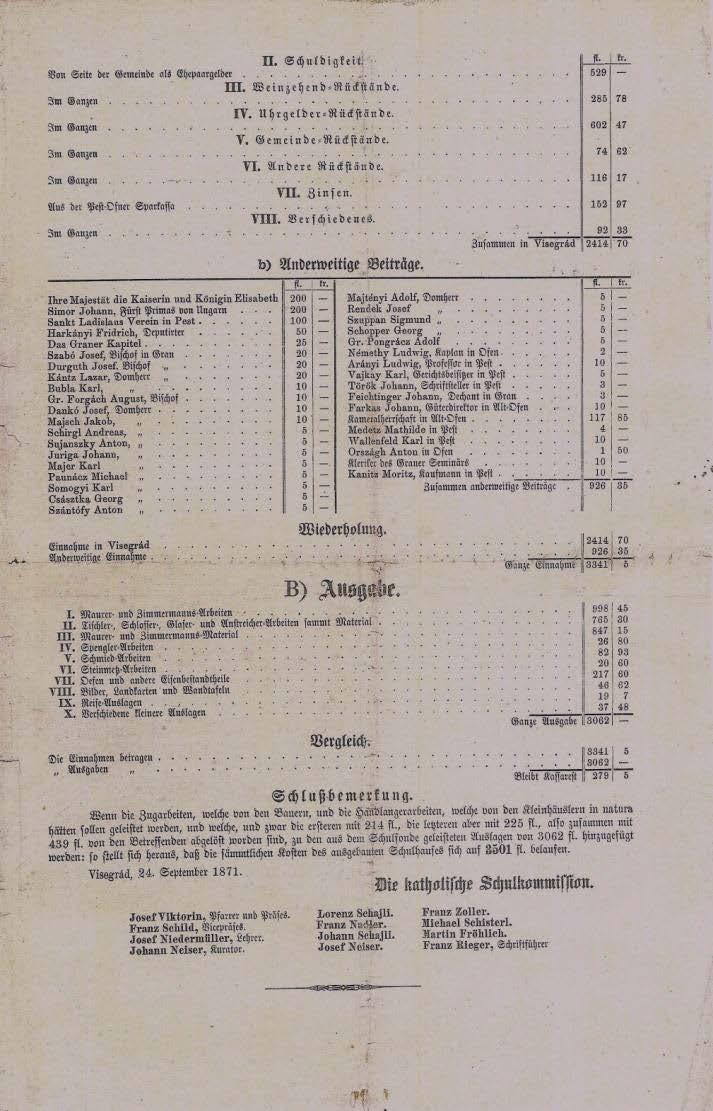 II. Schuldigkeit. fl. kr.
Von Seite der Gemeinde als Ehepaargelder 529 —
III. Weinzehend-Rückstände.
Im Ganzen 285 78
IV. Uhrgelder-Rückstände.
Im Ganzen 602 47
V. Gemeinde-Rückstände.
Im Ganzen 74 62
VI. Andere Rückstände.
Im Ganzen 116 17
VII. Zinsen.
Aus der Pest-Ofner Sparkassa 152 97
VIII. Verschiedenes.
Im Ganzen 92 33
Zusammen in Visegrád 2414 70
b) Anderweitige Beiträge.
fl. kr.
Ihre Majestät die Kaiserin und Königin Elisabeth 200 —
Simor Johann, Fürst Primas von Ungarn 200 —
Sankt Ladislaus Verein in Pest 100 —
Harkányi Fridrich, Deputirter 50 —
Das Graner Kapitel 25 —
Szabó Josef, Bischof in Gran 20 —
Durguth Josef. Bischof „ 20 —
Kántz Lazar, Domherr „ 20 —
Bubla Karl, „ 10 —
Gr. Forgách August, Bischof 10 —
Dankó Josef, Domherr 10 —
Majsch Jakob, „ 10 —
Schirgl Andreas, „ 5 —
Sujanszky Anton, „ 5 —
Juriga Johann, „ 5 —
Major Karl „ 5 —
Paunácz Michael „ 5 —
Somogyi Karl „ 5 —
Császtka Georg „ 5 —
Szántófy Anton „ 5 —
fl. kr.
Majtényi Adolf, Domherr 5 —
Rendek Josef „ 5 —
Szuppan Sigmund „ 5 —
Schopper Georg „ 5 —
Gr. Pongrácz Adolf 5 —
Némethy Ludwig, Kaplan in Ofen 2 —
Arányi Ludwig, Professor in Pest 10 —
Vajkay Karl, Gerichtsbeisitzer in Pest 5 —
Török Johann, Schriftsteller in Pest 3 —
Feichtinger Johann, Dechant in Gran 3 —
Farkas Johann, Güterdirektor in Alt-Ofen 10 —
Kameralherrschaft in Alt-Ofen 117 85
Medetz Mathilde in Pest 4 —
Wallenfeld Karl in Pest 10 —
Országh Anton in Ofen 1 50
Kleriker des Graner Seminärs 10 —
Kanitz Moritz, Kaufmann in Pest 10 —
Zusammen anderweitige Beiträge 926 35
Wiederholung.
Einnahme in Visegrád 2414 70
Anderweitige Einnahme 926 35
Ganze Einnahme 3341 5
B) Ausgabe.
I. Maurer- und Zimmermanns-Arbeiten 998 45
II. Tischler-, Schlosser-, Glaser- und Anstreicher-Arbeiten sammt Material 765 30
III. Maurer- und Zimmermanns-Material 847 15
IV. Spengler-Arbeiten 26 80
V. Schmied-Arbeiten 82 93
VI. Steinmetz-Arbeiten 20 60
VII. Oefen und andere Eisenbestandtheile 217 60
VIII. Bilder, Landkarten und Wandtafeln 46 62
IX. Reise-Auslagen 19 7
X. Verschiedene kleinere Auslagen 37 48
Ganze Ausgabe 3062 —
Vergleich.
Die Einnahmen betragen 3341 5
„ Ausgaben „ 3062 —
Bleibt Kassarest 279 5
Schlußbemerkung.
Wenn die Zugarbeiten, welche von den Bauern, und die Handlangerarbeiten, welche von den Kleinhäuslern in natura
hätten sollen geleistet werden, und welche, und zwar die ersteren mit 214 fl., die letzteren aber mit 225 fl., also zusammen mit
439 fl. von den Betreffenden abgelöst worden sind, zu den aus dem Schulfonde geleisteten Auslagen von 3062 fl. hinzugefügt
werden: so stellt sich heraus, daß die sämmtlichen Kosten des ausgebauten Schulhauses sich auf 3501 fl. belaufen.
Visegrád, 24. September 1871.
Die katholische Schulkommission.
Josef Viktorin, Pfarrer und Präses.
Franz Schild, Vicepräses.
Josef Niedermüller, Lehrer.
Johann Neiser, Kurator.
Lorenz Schajli.
Franz
Johann Schajli.
Josef Neiser.
Franz Zoller.
Michael Schisterl.
Martin Fröhlich.
Franz Rieger, Schriftführer